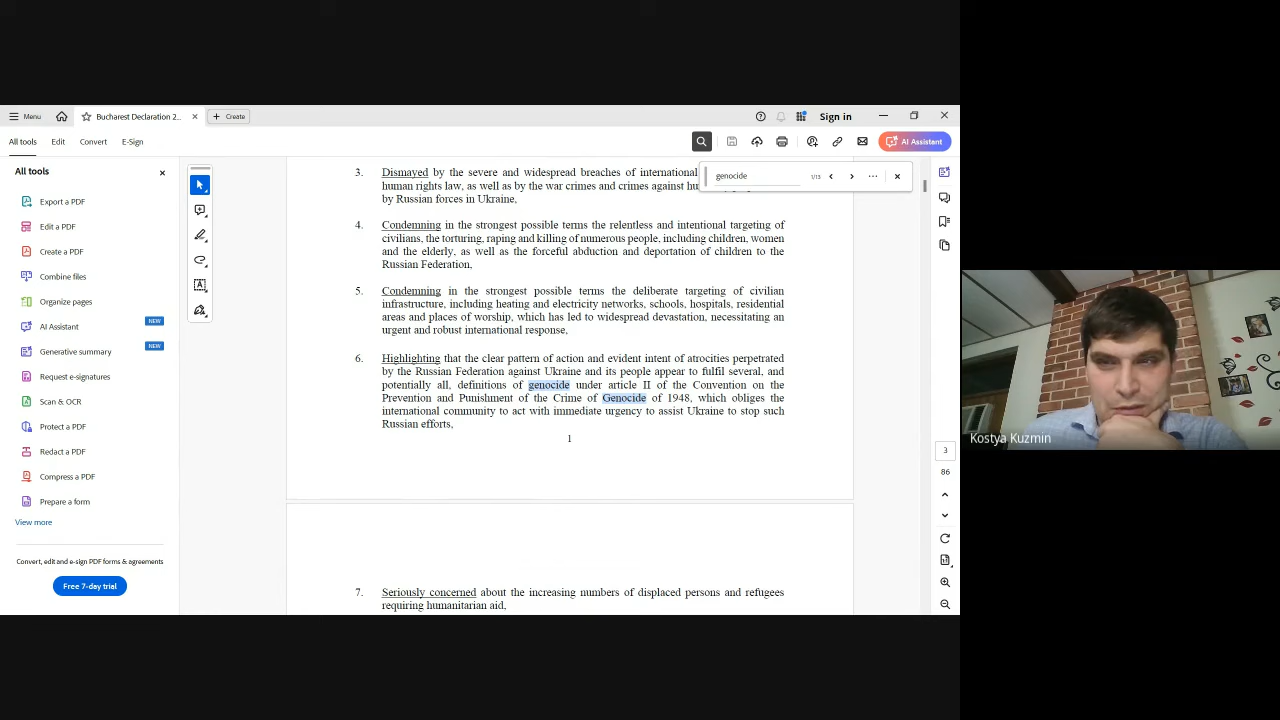 Menu
Bucharest Declaration 2...
Create
Sign in
All tools
Edit
Convert
E-Sign
AI Assistant
All tools
Export a PDF
Edit a PDF
Create a PDF
Combine files
Organize pages
AI Assistant
NEW
Generative summary
NEW
Request e-signatures
Scan & OCR
Protect a PDF
Redact a PDF
Compress a PDF
Prepare a form
View more
Convert, edit and e-sign PDF forms & agreements
Free 7-day trial
genocide
1/13
3. Dismayed by the severe and widespread breaches of international
human rights law, as well as by the war crimes and crimes against
by Russian forces in Ukraine,
4. Condemning in the strongest possible terms the relentless and intentional targeting of
civilians, the torturing, raping and killing of numerous people, including children, women
and the elderly, as well as the forceful abduction and deportation of children to the
Russian Federation,
5. Condemning in the strongest possible terms the deliberate targeting of civilian
infrastructure, including heating and electricity networks, schools, hospitals, residential
areas and places of worship, which has led to widespread devastation, necessitating an
urgent and robust international response,
6. Highlighting that the clear pattern of action and evident intent of atrocities perpetrated
by the Russian Federation against Ukraine and its people appear to fulfil several, and
potentially all, definitions of genocide under article II of the Convention on the
Prevention and Punishment of the Crime of Genocide of 1948, which obliges the
international community to act with immediate urgency to assist Ukraine to stop such
Russian efforts,
1
7. Seriously concerned about the increasing numbers of displaced persons and refugees
requiring humanitarian aid,
3
86
Kostya Kuzmin